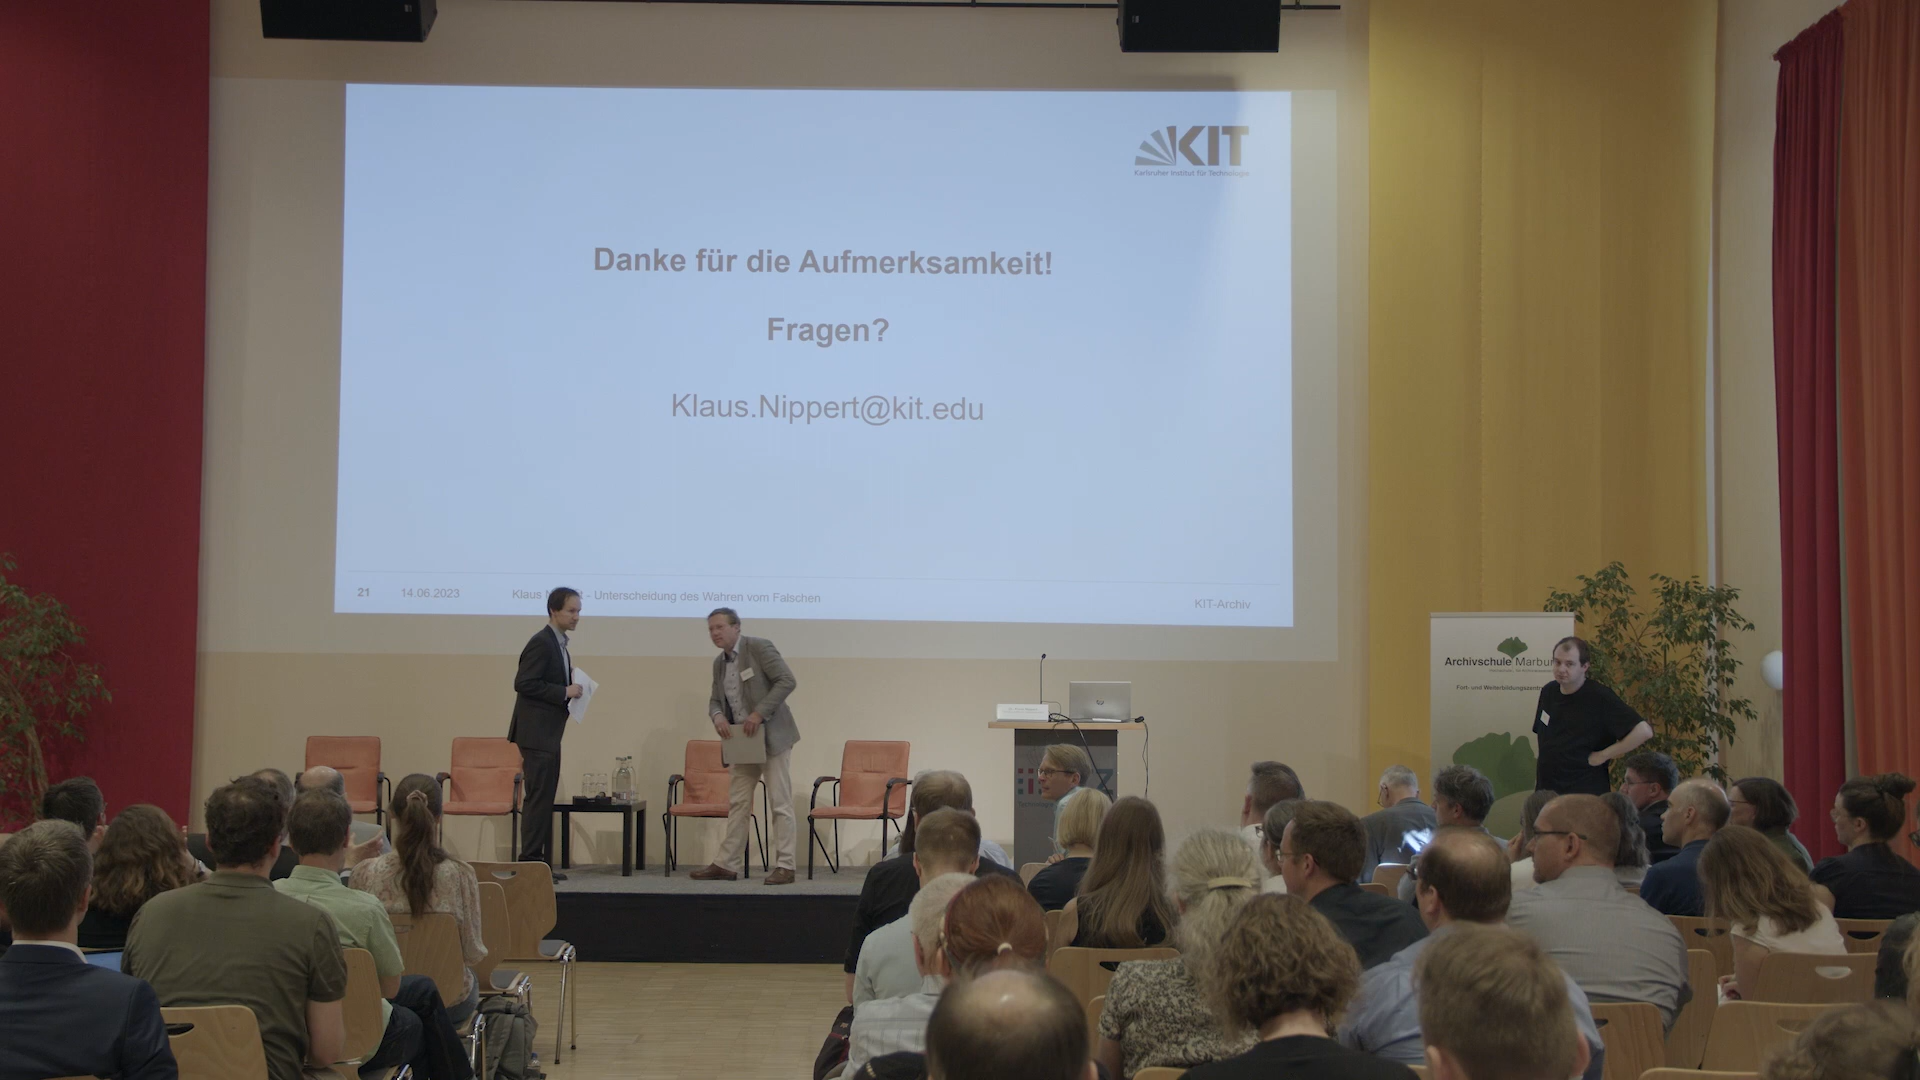 KIT
Karlsruher Institut für Technologie
Danke für die Aufmerksamkeit!
Fragen?
Klaus.Nippert@kit.edu
21 14.06.2023 Klaus - Unterscheidung des Wahren vom Falschen
KIT-Archiv
Archivschule Marburg
Fort- und Weiterbildungszentrum